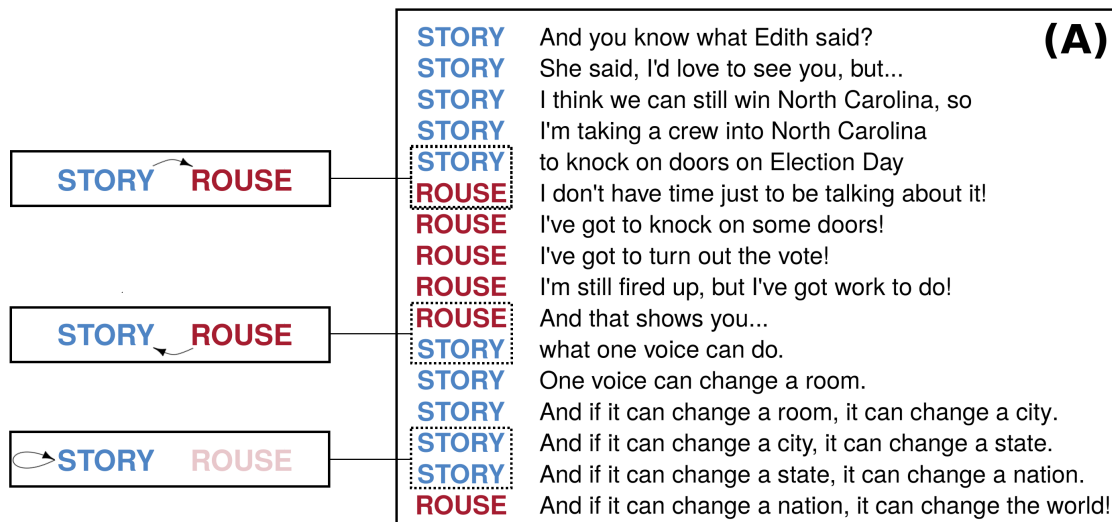 (A)
STORY And you know what Edith said?
STORY She said, I'd love to see you, but...
STORY I think we can still win North Carolina, so
STORY I'm taking a crew into North Carolina
STORY to knock on doors on Election Day
STORY ROUSE
ROUSE I don't have time just to be talking about it!
ROUSE I've got to knock on some doors!
ROUSE I've got to turn out the vote!
ROUSE I'm still fired up, but I've got work to do!
ROUSE And that shows you...
STORY ROUSE
STORY what one voice can do.
STORY One voice can change a room.
STORY And if it can change a room, it can change a city.
STORY And if it can change a city, it can change a state.
STORY ROUSE
STORY And if it can change a state, it can change a nation.
ROUSE And if it can change a nation, it can change the world!